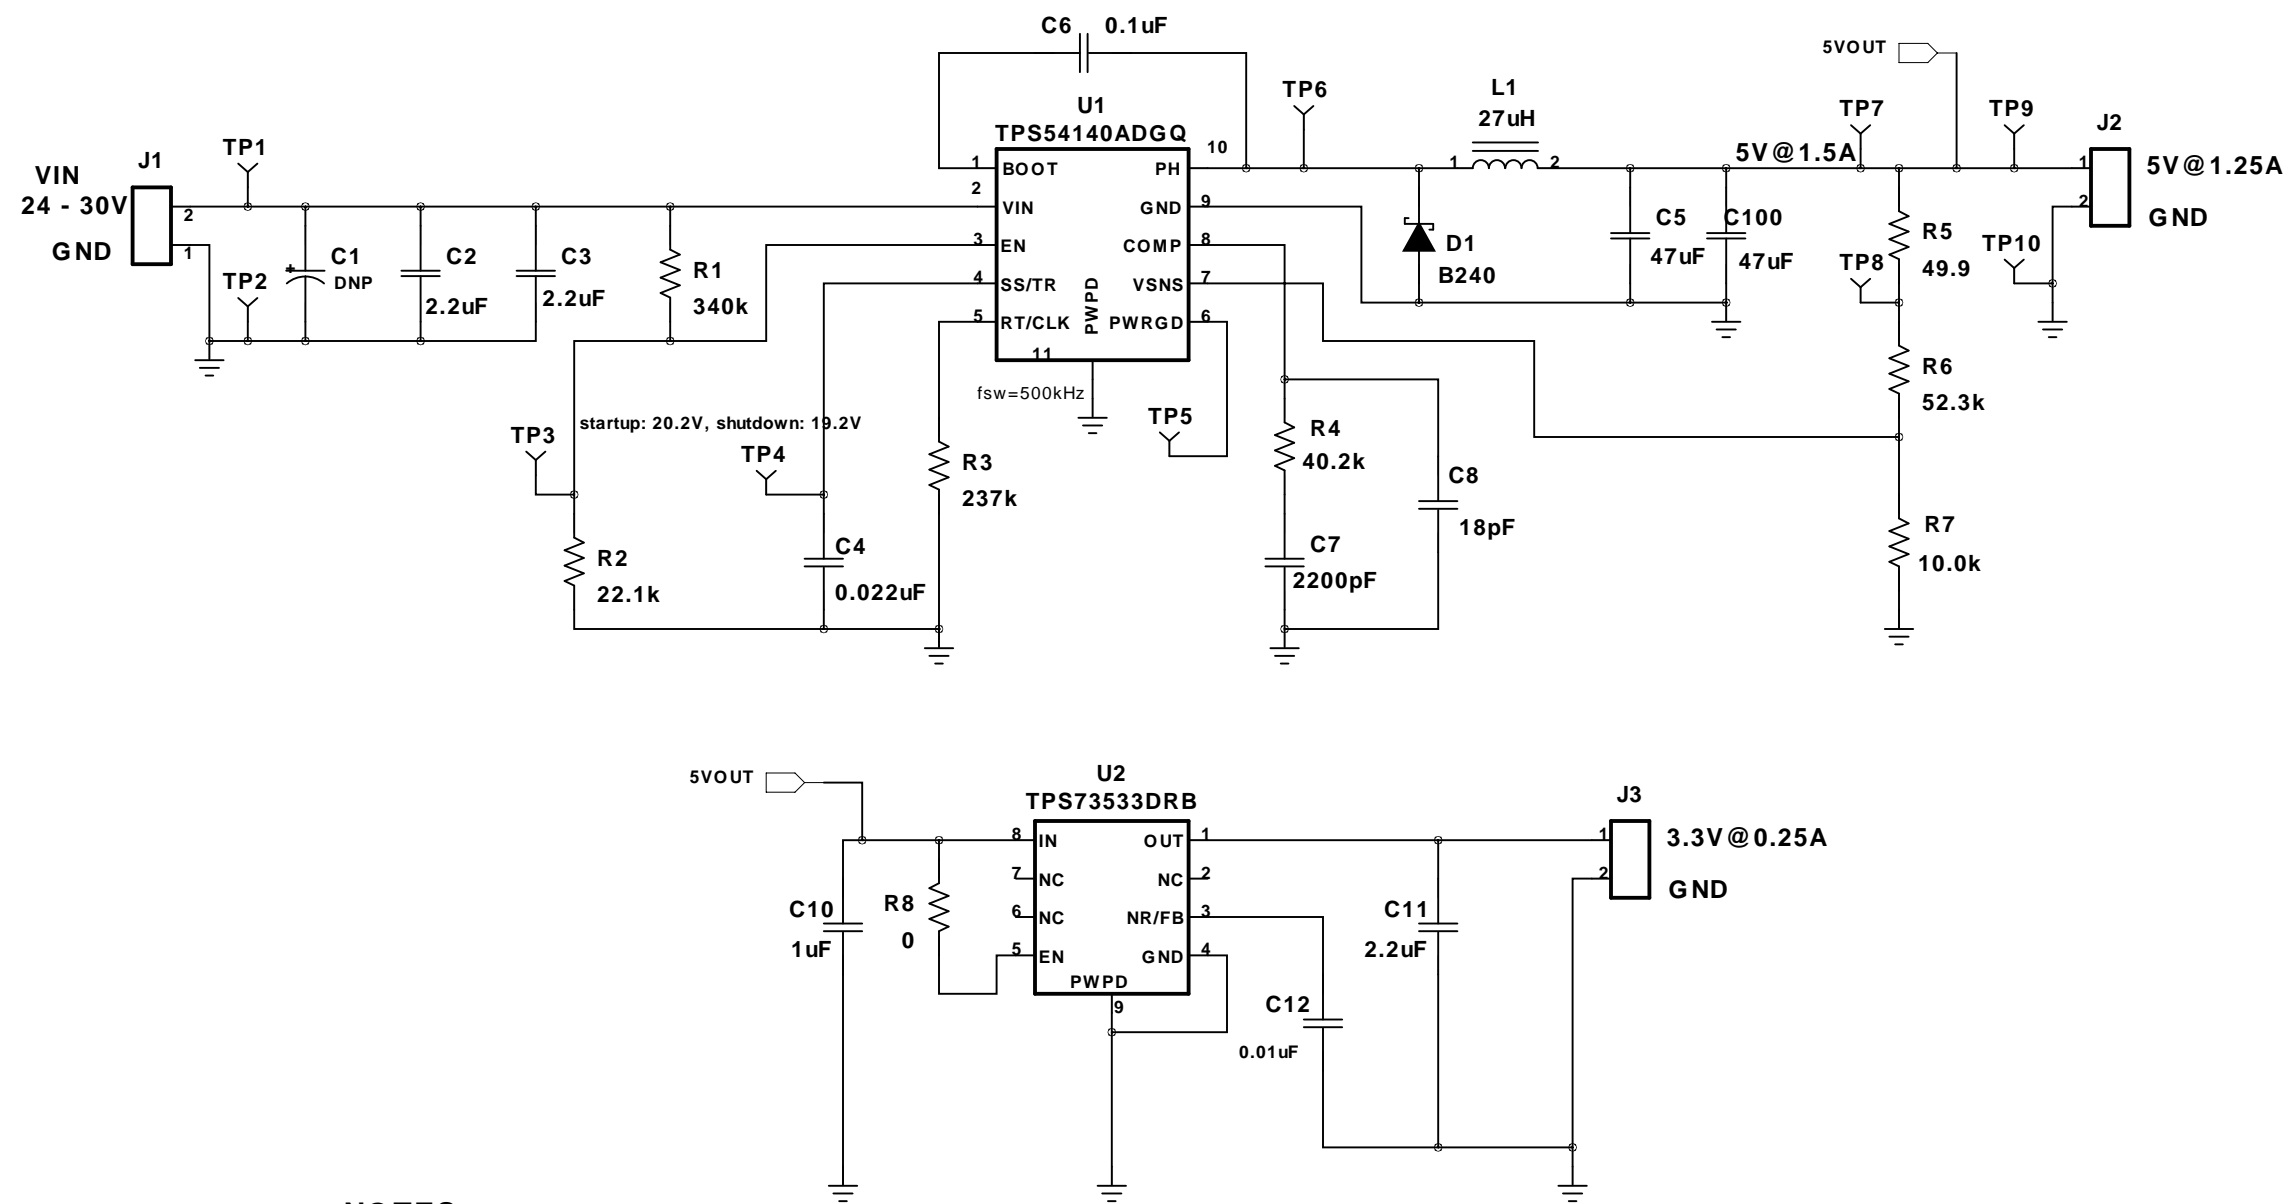 C6 0.1uF
5VOUT
TP6
L1
27uH
TP7
TP9
J2
U1
TPS54140ADGQ
TP1
J1
VIN
24 - 30V
GND
2
1
TP2
C1
DNP
C2
2.2uF
C3
2.2uF
R1
340k
1 BOOT
2 VIN
3 EN
4 SS/TR
5 RT/CLK
PH 10
GND 9
COMP 8
VSNS 7
PWRGD 6
PWPD
11
fsw=500kHz
1
2
5V@1.5A
1
2
5V@1.25A
GND
D1
B240
C5
47uF
C100
47uF
R5
49.9
TP8
TP10
R6
52.3k
startup: 20.2V, shutdown: 19.2V
TP3
TP4
TP5
R4
40.2k
R3
237k
C8
18pF
R2
22.1k
C4
0.022uF
C7
2200pF
R7
10.0k
5VOUT
U2
TPS73533DRB
J3
8 IN
7 NC
6 NC
5 EN
OUT 1
NC 2
NR/FB 3
GND 4
PWPD
9
1
2
3.3V@0.25A
GND
C10
1uF
R8
0
C11
2.2uF
C12
0.01uF